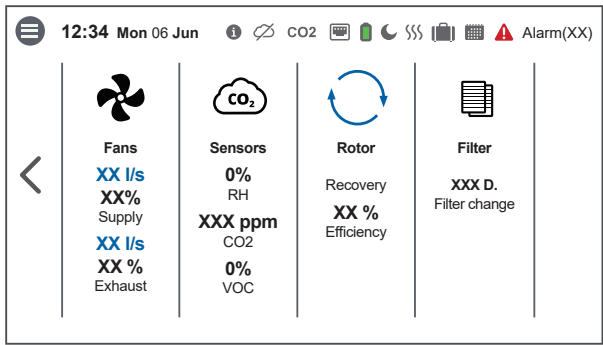 12:34 Mon 06 Jun CO2 Alarm(XX)
CO₂
Fans
XX l/s
XX%
Supply
XX l/s
XX %
Exhaust
Sensors
0%
RH
XXX ppm
CO2
0%
VOC
Rotor
Recovery
XX %
Efficiency
Filter
XXX D.
Filter change